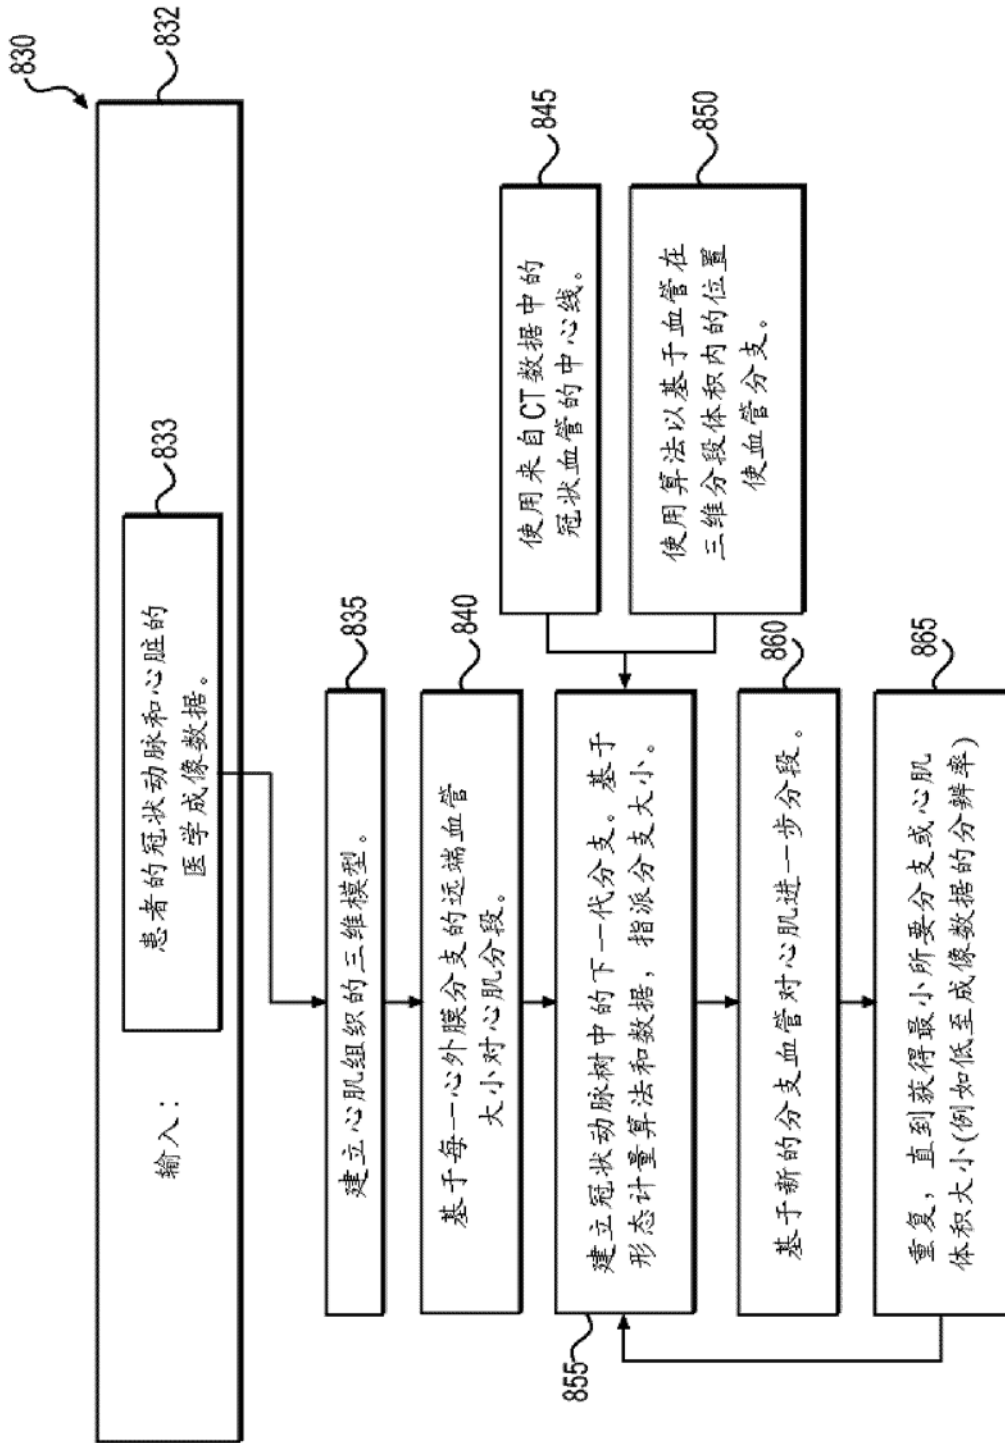 830
832
输入：
833
患者的冠状动脉和心脏的
医学成像数据。
835
建立心肌组织的三维模型。
840
基于每一心外膜分支的远端血管
大小对心肌分段。
845
使用来自CT数据中的
冠状血管的中心线。
850
使用算法以基于血管在
三维分段体积内的位置
使血管分支。
855
建立冠状动脉树中的下一代分支。基于
形态计量算法和数据，指派分支大小。
860
基于新的分支血管对心肌进一步分段。
865
重复，直到获得最小所要分支或心肌
体积大小(例如低至成像数据的分辨率)